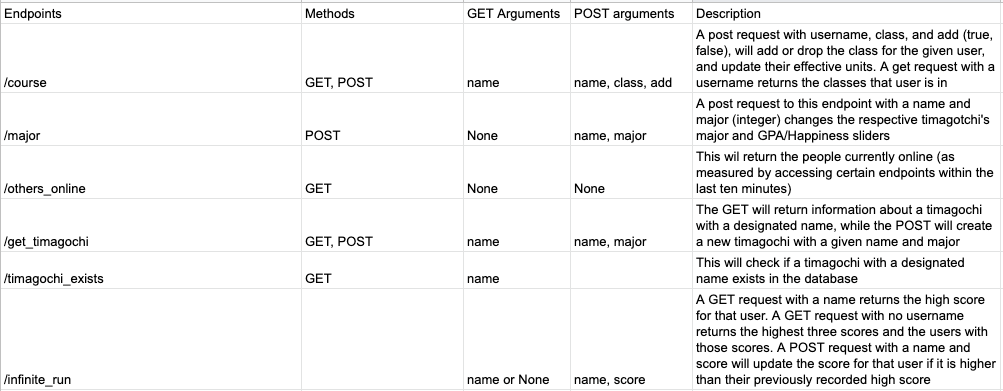 Endpoints Methods GET Arguments POST arguments Description
A post request with username, class, and add (true,
false), will add or drop the class for the given user,
and update their effective units. A get request with a
/course GET, POST name name, class, add username returns the classes that user is in
A post request to this endpoint with a name and
major (integer) changes the respective timagotchi's
/major POST None name, major major and GPA/Happiness sliders
This wil return the people currently online (as
measured by accessing certain endpoints within the
/others_online GET None None last ten minutes)
The GET will return information about a timagochi
with a designated name, while the POST will create
/get_timagochi GET, POST name name, major a new timagochi with a given name and major
This will check if a timagochi with a designated
/timagochi_exists GET name name exists in the database
A GET request with a name returns the high score
for that user. A GET request with no username
returns the highest three scores and the users with
those scores. A POST request with a name and
score will update the score for that user if it is higher
/infinite_run name or None name, score than their previously recorded high score